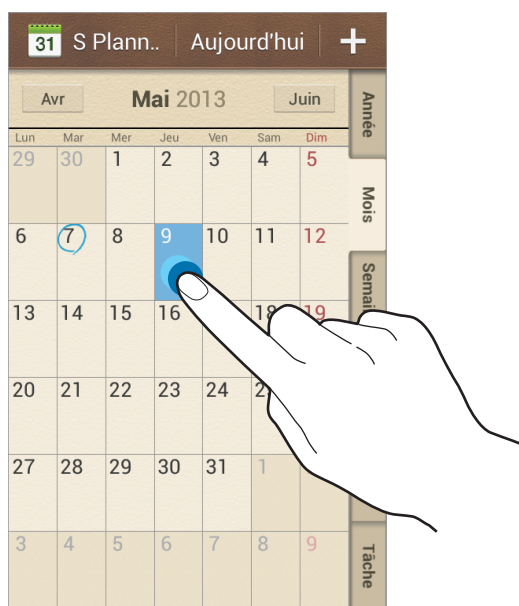 31 S Plann.. Aujourd'hui +
Avr Mai 2013 Juin
Lun Mar Mer Jeu Ven Sam Dim
29 30 1 2 3 4 5
6 7 8 9 10 11 12
13 14 15 16 18 19
20 21 22 23 24
27 28 29 30 31 1
3 4 5 6 7 8 9
Année
Mois
Tâche